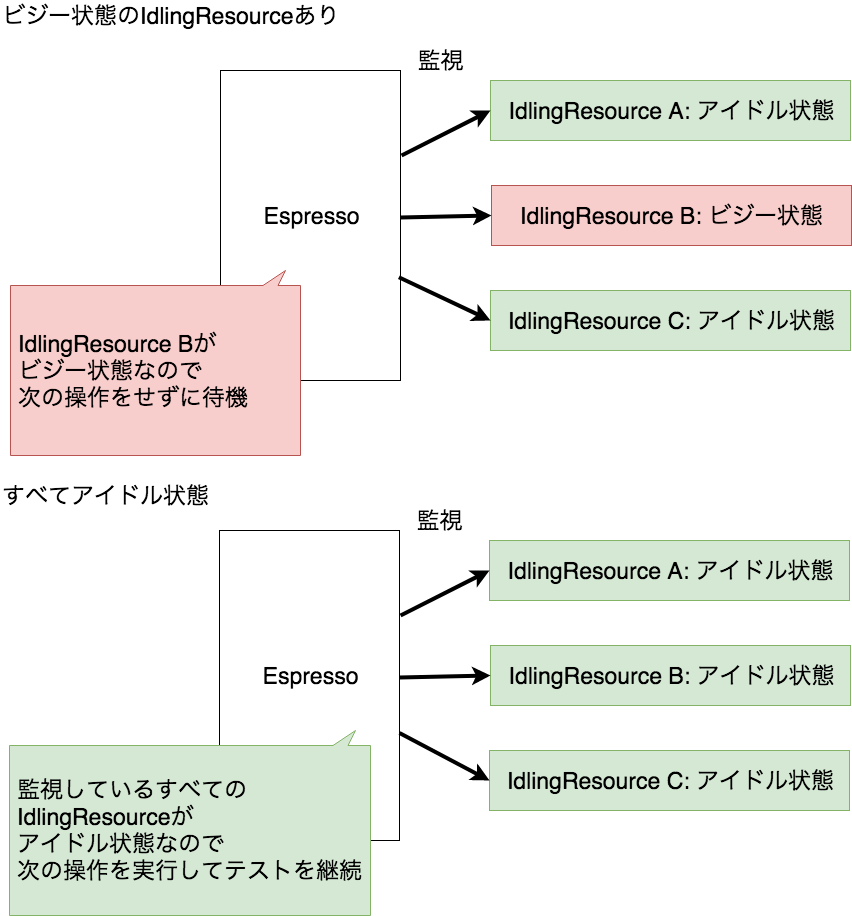 ビジー状態のIdlingResourceあり
監視
IdlingResource A: アイドル状態
Espresso
IdlingResource B: ビジー状態
IdlingResource C: アイドル状態
IdlingResource Bが
ビジー状態なので
次の操作をせずに待機
すべてアイドル状態
監視
IdlingResource A: アイドル状態
Espresso
IdlingResource B: アイドル状態
IdlingResource C: アイドル状態
監視しているすべての
IdlingResourceが
アイドル状態なので
次の操作を実行してテストを継続